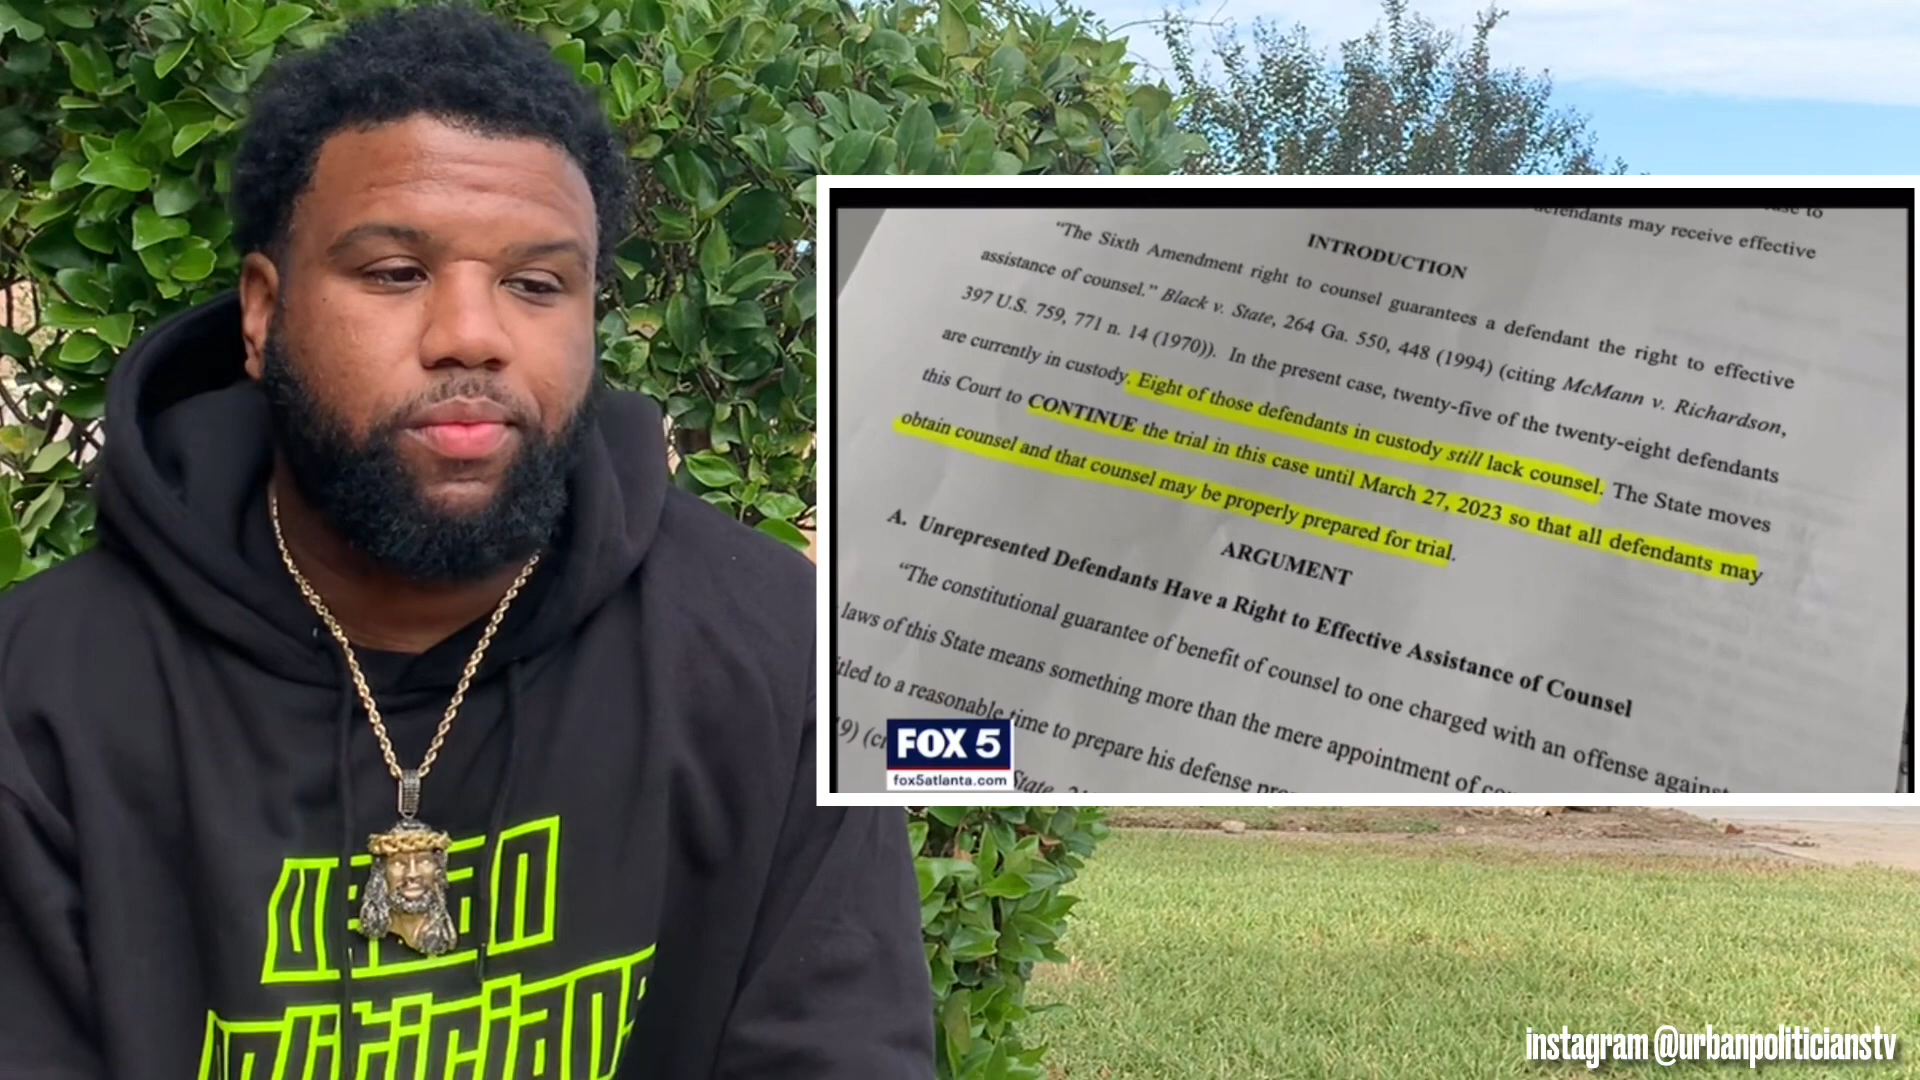 defendants may receive effective
INTRODUCTION
“The Sixth Amendment right to counsel guarantees a defendant the right to effective
assistance of counsel.” Black v. State, 264 Ga. 550, 448 (1994) (citing McMann v. Richardson,
397 U.S. 759, 771 n. 14 (1970)). In the present case, twenty-five of the twenty-eight defendants
are currently in custody. Eight of those defendants in custody still lack counsel. The State moves
this Court to CONTINUE the trial in this case until March 27, 2023 so that all defendants may
obtain counsel and that counsel may be properly prepared for trial.
ARGUMENT
A. Unrepresented Defendants Have a Right to Effective Assistance of Counsel
“The constitutional guarantee of benefit of counsel to one charged with an offense against
laws of this State means something more than the mere appointment of
to a reasonable time to prepare his defense
State,
FOX 5
fox5atlanta.com
urban
politicians
instagram @urbanpoliticianstv